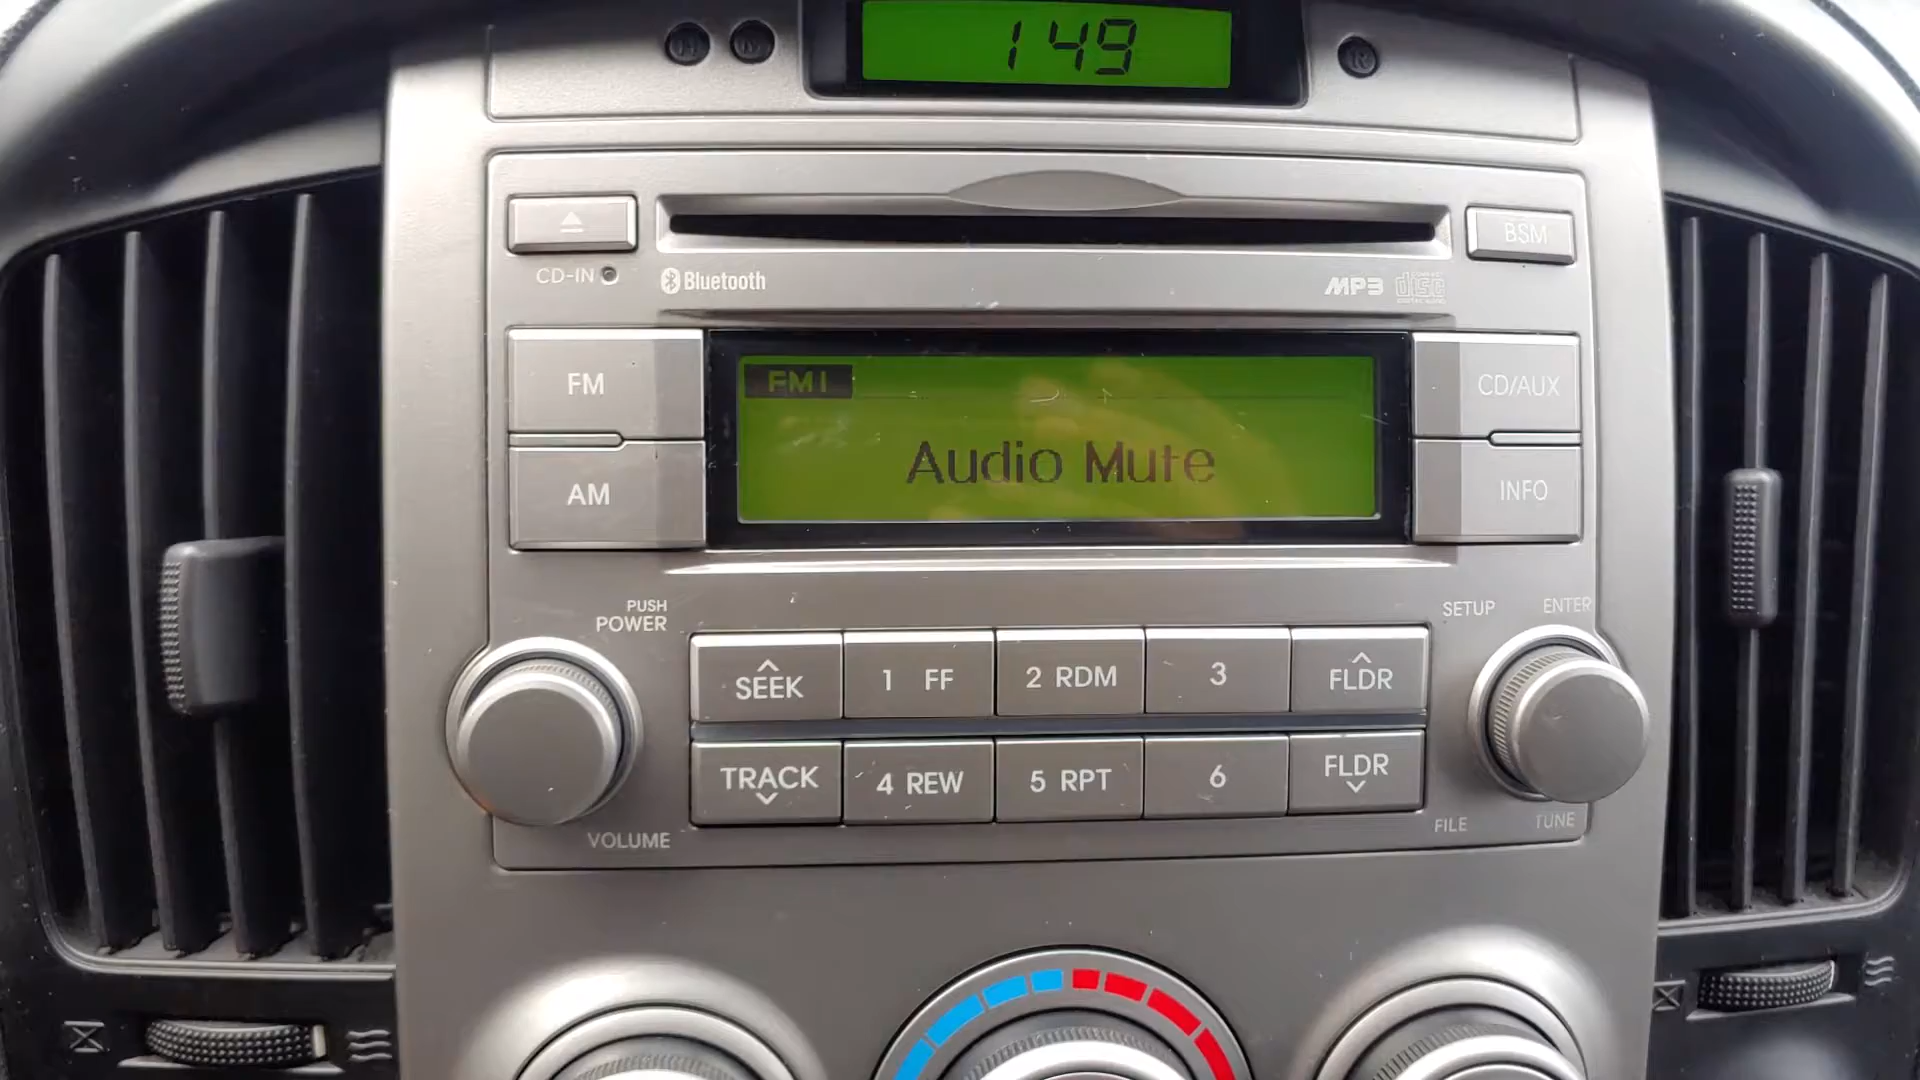 H M 149 R
BSM
CD-IN Bluetooth MP3 disc
FM FM1 CD/AUX
Audio Mute
AM INFO
PUSH
POWER
SETUP ENTER
SEEK 1 FF 2 RDM 3 FLDR
TRACK 4 REW 5 RPT 6 FLDR
VOLUME FILE TUNE